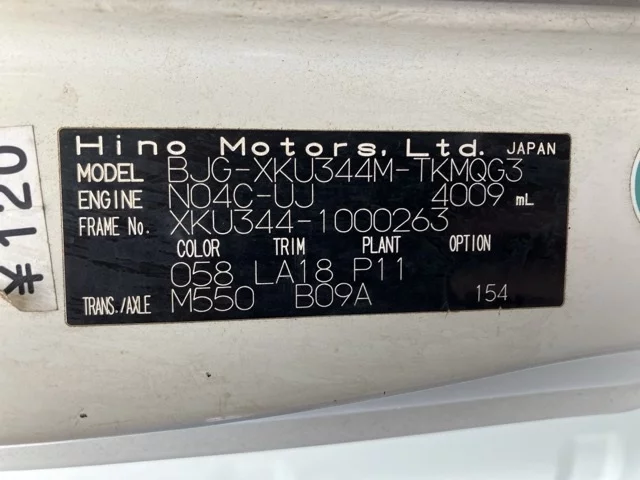 Hino Motors, Ltd. JAPAN
MODEL BJG-XKU344M-TKMQG3
ENGINE N04C-UJ 4009 mL
FRAME No. XKU344-1000263
COLOR TRIM PLANT OPTION
058 LA18 P11
TRANS./AXLE M550 B09A 154
¥120